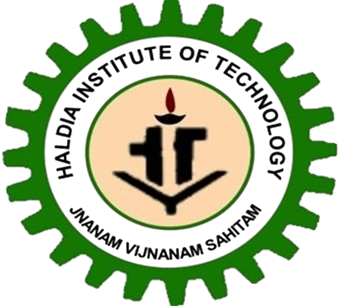 HALDIA INSTITUTE OF TECHNOLOGY
JNANAM VIJNANAM SAHITAM